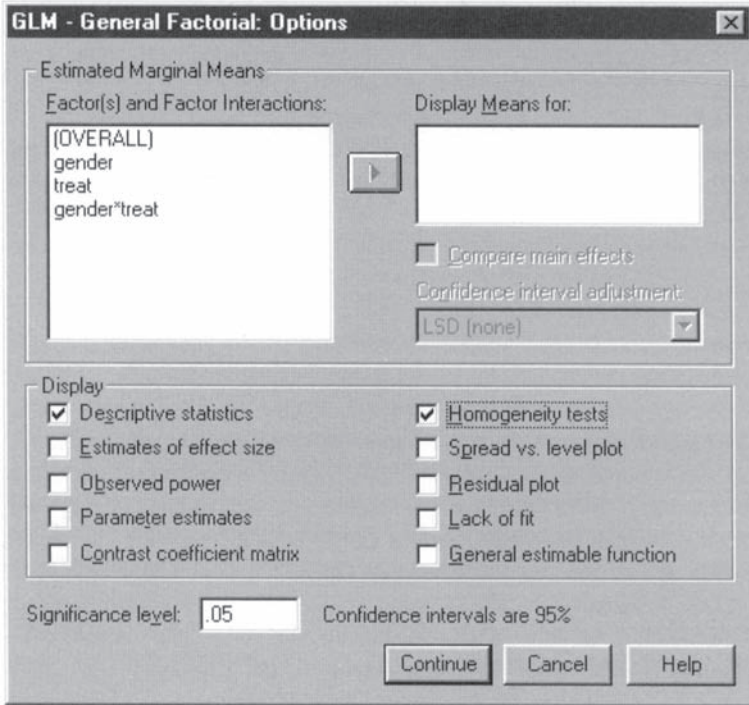 GLM - General Factorial: Options
Estimated Marginal Means
Factor(s) and Factor Interactions:
(OVERALL)
gender
treat
gender*treat
Display Means for:
Compare main effects
Confidence interval adjustment:
LSD (none)
Display
Descriptive statistics
Estimates of effect size
Observed power
Parameter estimates
Contrast coefficient matrix
Homogeneity tests
Spread vs. level plot
Residual plot
Lack of fit
General estimable function
Significance level: .05 Confidence intervals are 95%
Continue Cancel Help